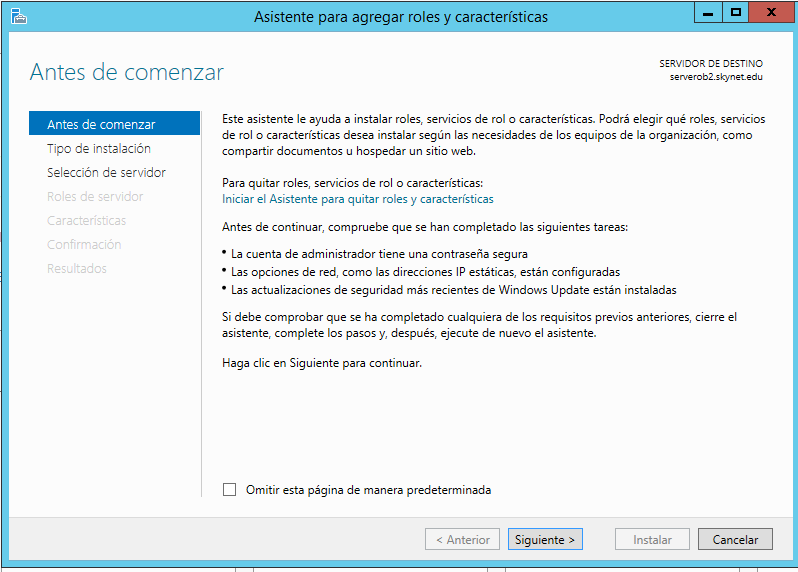 Asistente para agregar roles y características
Antes de comenzar
SERVIDOR DE DESTINO
serverob2.skynet.edu
Antes de comenzar
Tipo de instalación
Selección de servidor
Roles de servidor
Características
Confirmación
Resultados
Este asistente le ayuda a instalar roles, servicios de rol o características. Podrá elegir qué roles, servicios
de rol o características desea instalar según las necesidades de los equipos de la organización, como
compartir documentos u hospedar un sitio web.
Para quitar roles, servicios de rol o características:
Iniciar el Asistente para quitar roles y características
Antes de continuar, compruebe que se han completado las siguientes tareas:
• La cuenta de administrador tiene una contraseña segura
• Las opciones de red, como las direcciones IP estáticas, están configuradas
• Las actualizaciones de seguridad más recientes de Windows Update están instaladas
Si debe comprobar que se ha completado cualquiera de los requisitos previos anteriores, cierre el
asistente, complete los pasos y, después, ejecute de nuevo el asistente.
Haga clic en Siguiente para continuar.
Omitir esta página de manera predeterminada
< Anterior
Siguiente >
Instalar
Cancelar